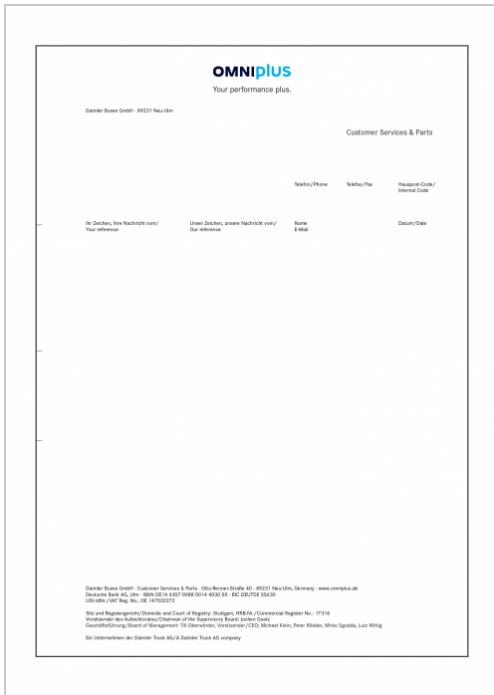 OMNIplus
Your performance plus.
Daimler Buses GmbH · 89231 Neu-Ulm
Customer Services & Parts
Telefon/Phone Telefax/Fax Hauspost-Code/
Internal Code
Ihr Zeichen, Ihre Nachricht vom/ Unser Zeichen, unsere Nachricht vom/ Name Datum/Date
Your reference Our reference E-Mail
Daimler Buses GmbH · Customer Services & Parts · Otto-Renner-Straße 40 · 89231 Neu-Ulm, Germany · www.omniplus.de
Deutsche Bank AG, Ulm · IBAN DE14 6307 0088 0014 4030 00 · BIC DEUTDE SS630
USt-IdNr./VAT Reg. No.: DE 147032272
Sitz und Registergericht/Domicile and Court of Registry: Stuttgart, HRB-Nr./Commercial Register No.: 17316
Vorsitzender des Aufsichtsrates/Chairman of the Supervisory Board: Jochen Goetz
Geschäftsführung/Board of Management: Till Oberwörder, Vorsitzender/CEO; Michael Klein, Peter Rädder, Mirko Sgodda, Lutz Wittig
Ein Unternehmen der Daimler Truck AG/A Daimler Truck AG company